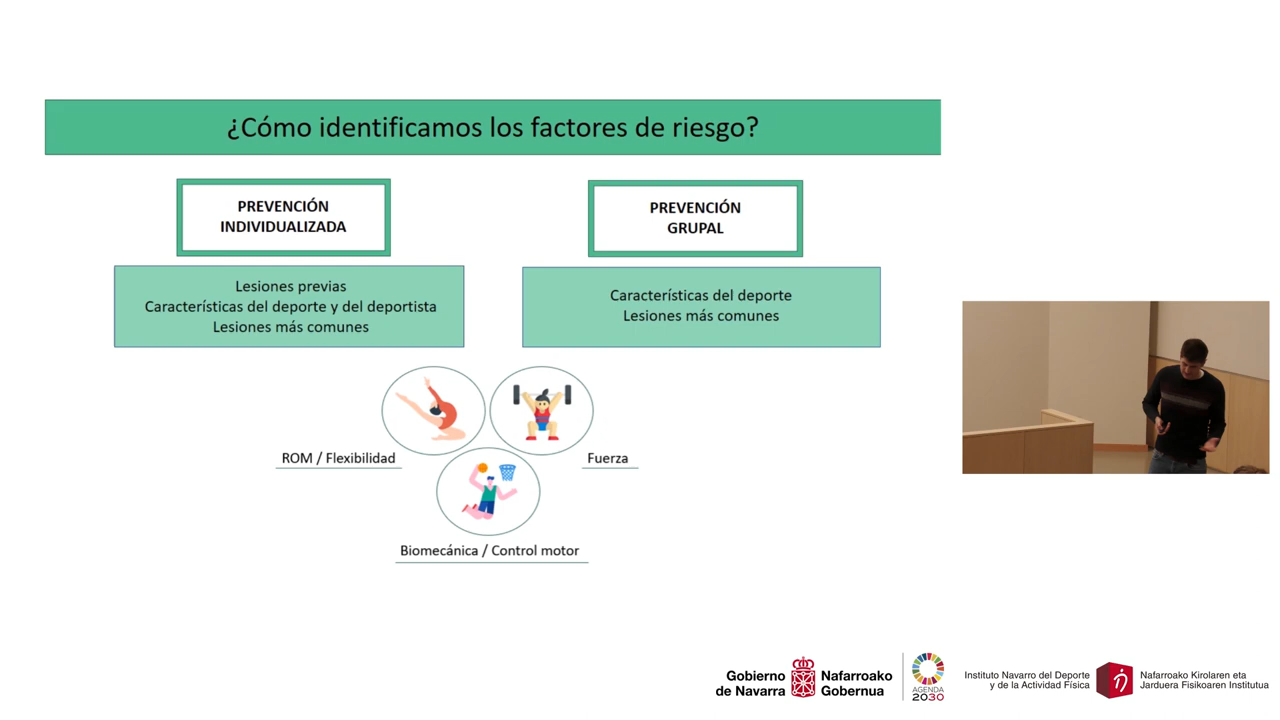 ¿Cómo identificamos los factores de riesgo?
PREVENCIÓN
INDIVIDUALIZADA
Lesiones previas
Características del deporte y del deportista
Lesiones más comunes
PREVENCIÓN
GRUPAL
Características del deporte
Lesiones más comunes
ROM / Flexibilidad
Fuerza
Biomecánica / Control motor
Gobierno
de Navarra
Nafarroako
Gobernua
AGENDA
2030
Instituto Navarro del Deporte
y de la Actividad Física
Nafarroako Kirolaren eta
Jarduera Fisikoaren Institutua